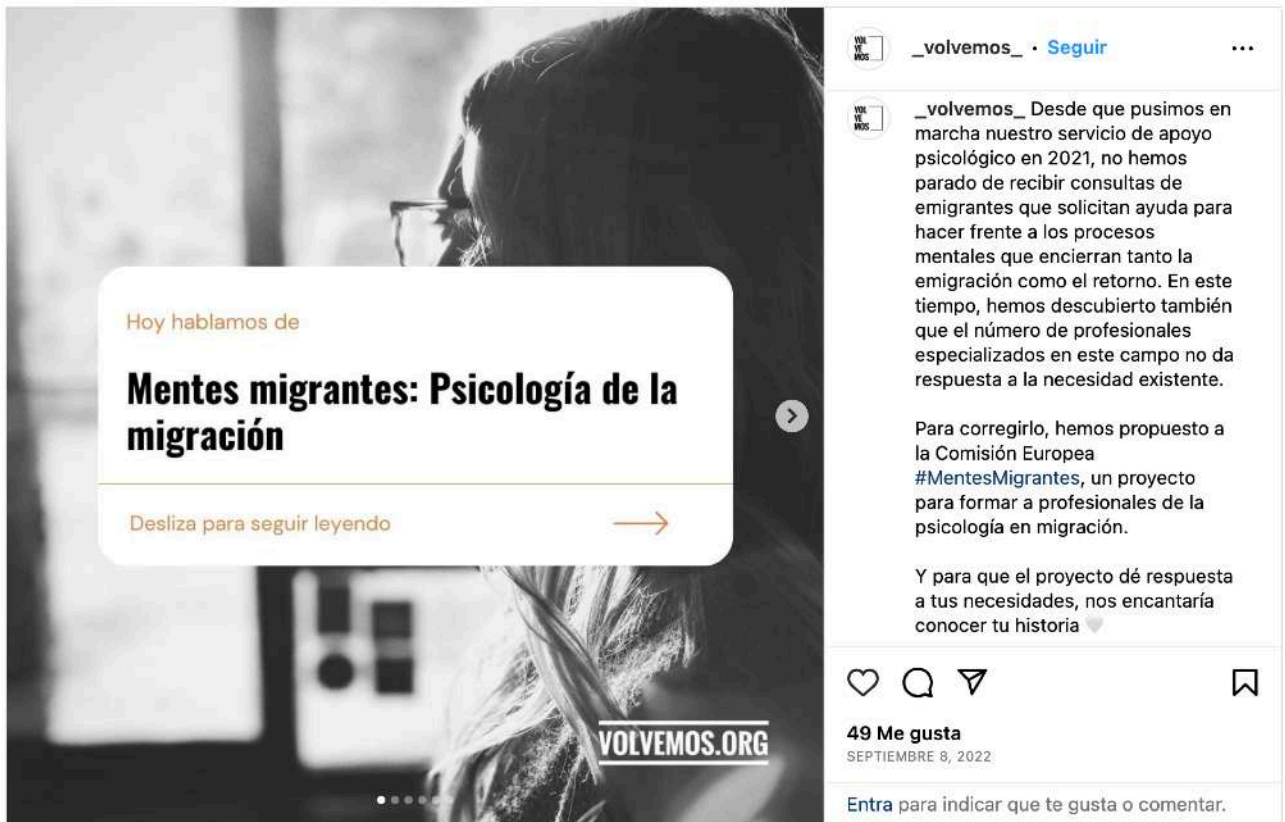 Hoy hablamos de
Mentes migrantes: Psicología de la
migración
Desliza para seguir leyendo
VOLVEMOS.ORG
VOL
VE
MOS
_volvemos_ • Seguir
VOL
VE
MOS
_volvemos_ Desde que pusimos en
marcha nuestro servicio de apoyo
psicológico en 2021, no hemos
parado de recibir consultas de
emigrantes que solicitan ayuda para
hacer frente a los procesos
mentales que encierran tanto la
emigración como el retorno. En este
tiempo, hemos descubierto también
que el número de profesionales
especializados en este campo no da
respuesta a la necesidad existente.
Para corregirlo, hemos propuesto a
la Comisión Europea
#MentesMigrantes, un proyecto
para formar a profesionales de la
psicología en migración.
Y para que el proyecto dé respuesta
a tus necesidades, nos encantaría
conocer tu historia 🤍
49 Me gusta
SEPTIEMBRE 8, 2022
Entra para indicar que te gusta o comentar.